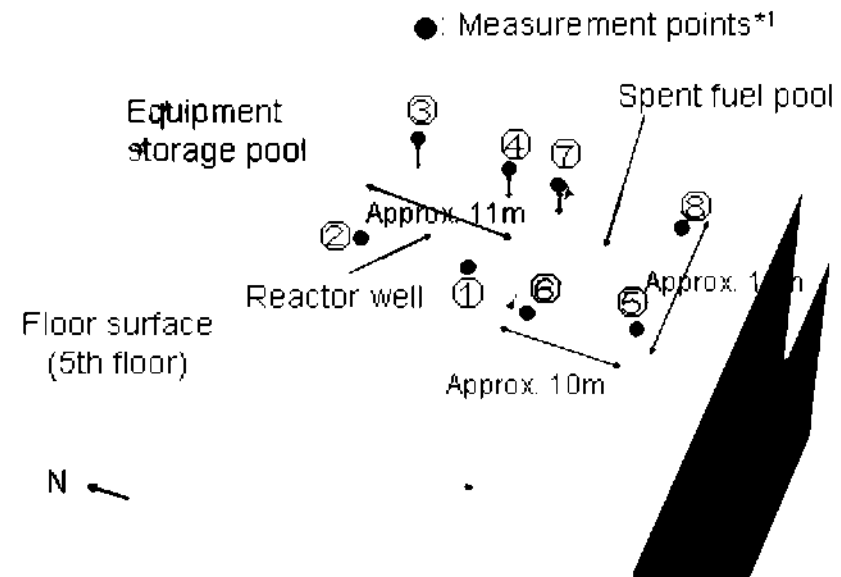 ●: Measurement points*1
Equipment
storage pool
Spent fuel pool
③
④
⑦
⑧
Approx. 11m
②
Reactor well
①
⑥
⑤
Approx.
Floor surface
(5th floor)
Approx. 10m
N